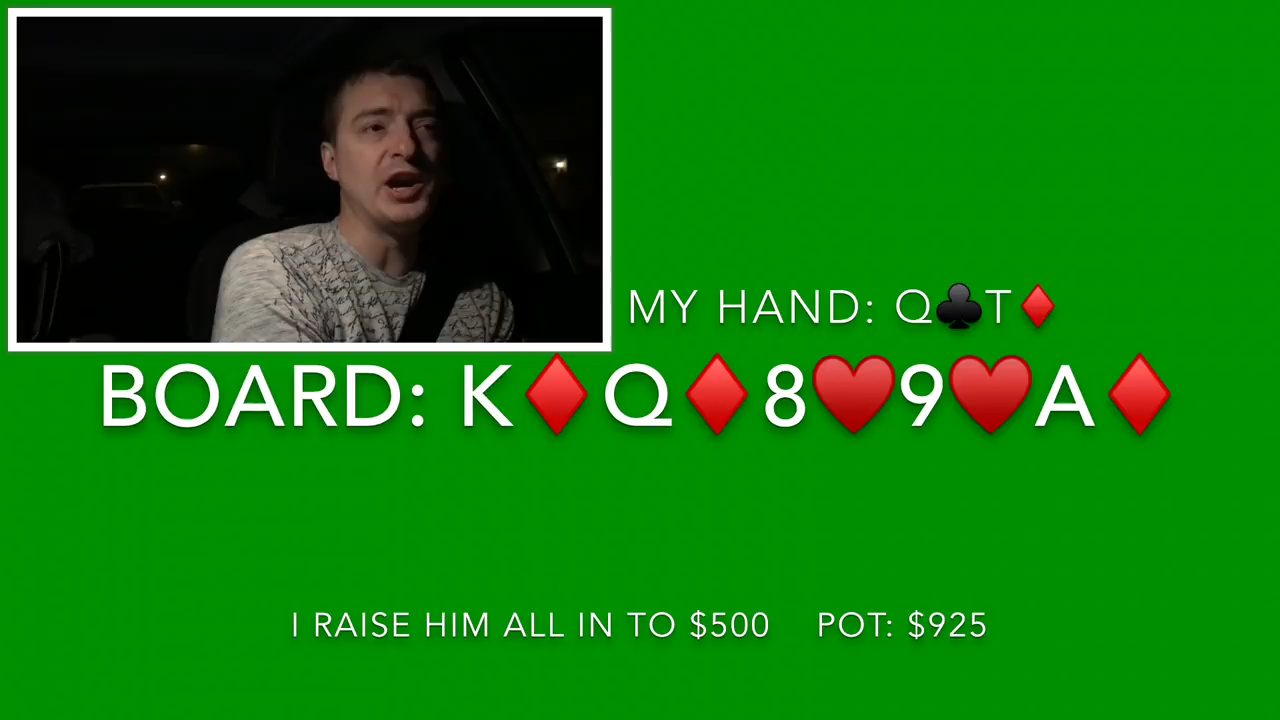 MY HAND: Q♣️T♦️
BOARD: K♦️Q♦️8♥️9♥️A♦️
I RAISE HIM ALL IN TO $500 POT: $925